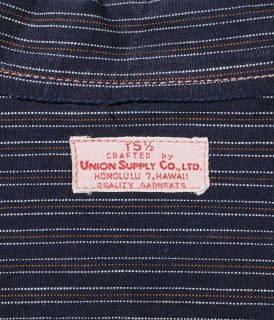 15½
CRAFTED by
UNION SUPPLY CO., LTD.
HONOLULU 7, HAWAII
QUALITY GARMENTS